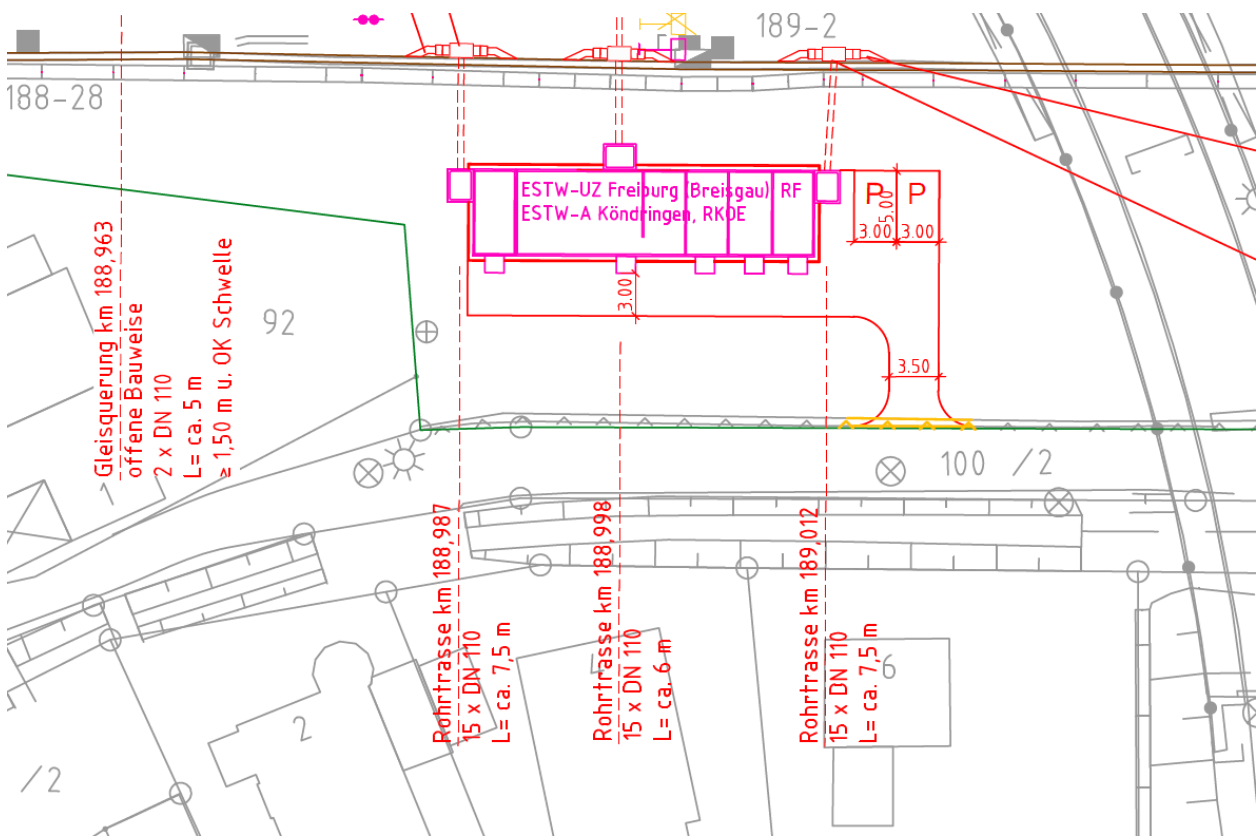 189-2
188-28
ESTW-UZ Freiburg (Breisgau) RF
ESTW-A Köndringen, RKOE
P P
5.00
3.00 3.00
3.00
3.50
92
Gleisquerung km 188,963
offene Bauweise
2 x DN 110
L= ca. 5 m
≥ 1,50 m u. OK Schwelle
1
100 /2
Rohrtrasse km 188,987
15 x DN 110
L= ca. 7,5 m
Rohrtrasse km 188,998
15 x DN 110
L= ca. 6 m
Rohrtrasse km 189,012
15 x DN 110
L= ca. 7,5 m
2
4
6
/2